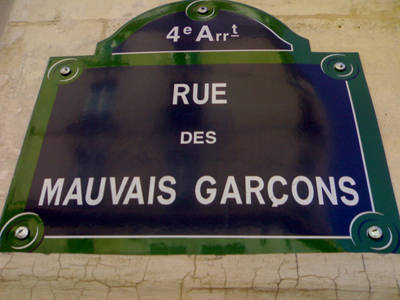 4e Arrt
RUE
DES
MAUVAIS GARÇONS